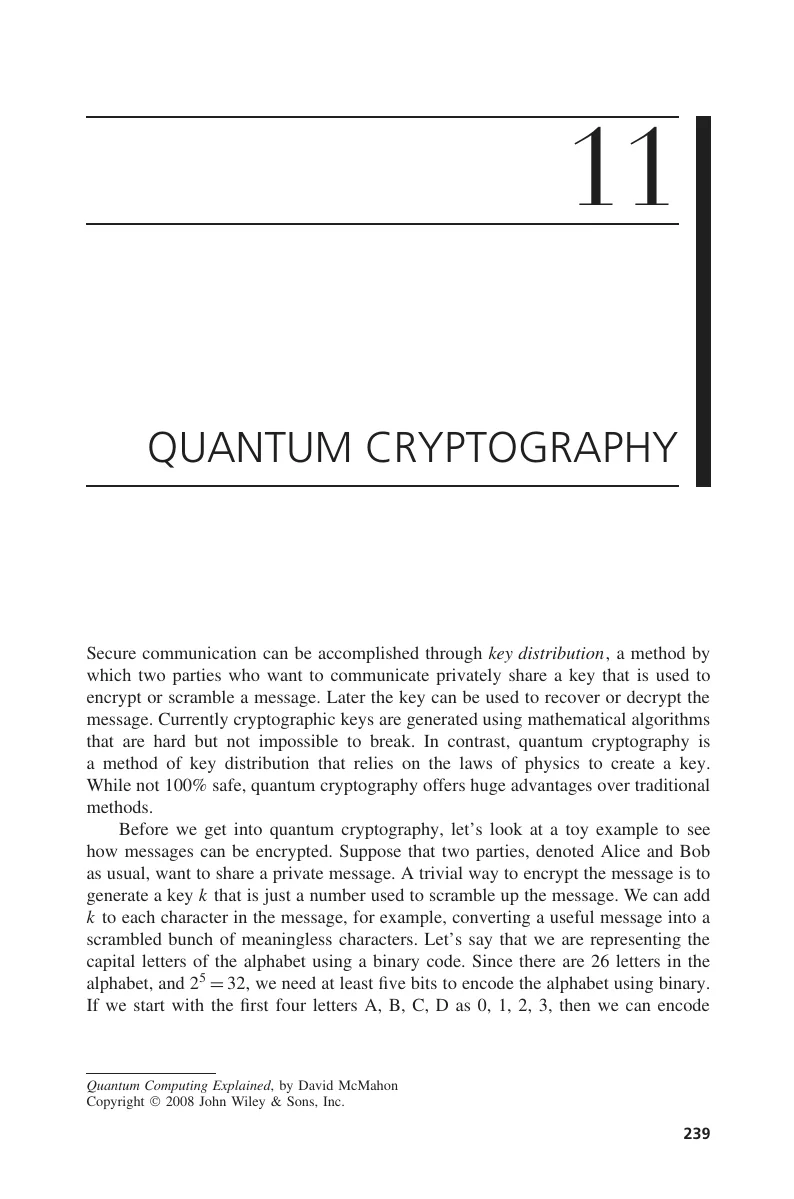 11
QUANTUM CRYPTOGRAPHY
Secure communication can be accomplished through key distribution, a method by
which two parties who want to communicate privately share a key that is used to
encrypt or scramble a message. Later the key can be used to recover or decrypt the
message. Currently cryptographic keys are generated using mathematical algorithms
that are hard but not impossible to break. In contrast, quantum cryptography is
a method of key distribution that relies on the laws of physics to create a key.
While not 100% safe, quantum cryptography offers huge advantages over traditional
methods.
Before we get into quantum cryptography, let's look at a toy example to see
how messages can be encrypted. Suppose that two parties, denoted Alice and Bob
as usual, want to share a private message. A trivial way to encrypt the message is to
generate a key k that is just a number used to scramble up the message. We can add
k to each character in the message, for example, converting a useful message into a
scrambled bunch of meaningless characters. Let's say that we are representing the
capital letters of the alphabet using a binary code. Since there are 26 letters in the
alphabet, and 2⁵ = 32, we need at least five bits to encode the alphabet using binary.
If we start with the first four letters A, B, C, D as 0, 1, 2, 3, then we can encode
Quantum Computing Explained, by David McMahon
Copyright © 2008 John Wiley & Sons, Inc.
239